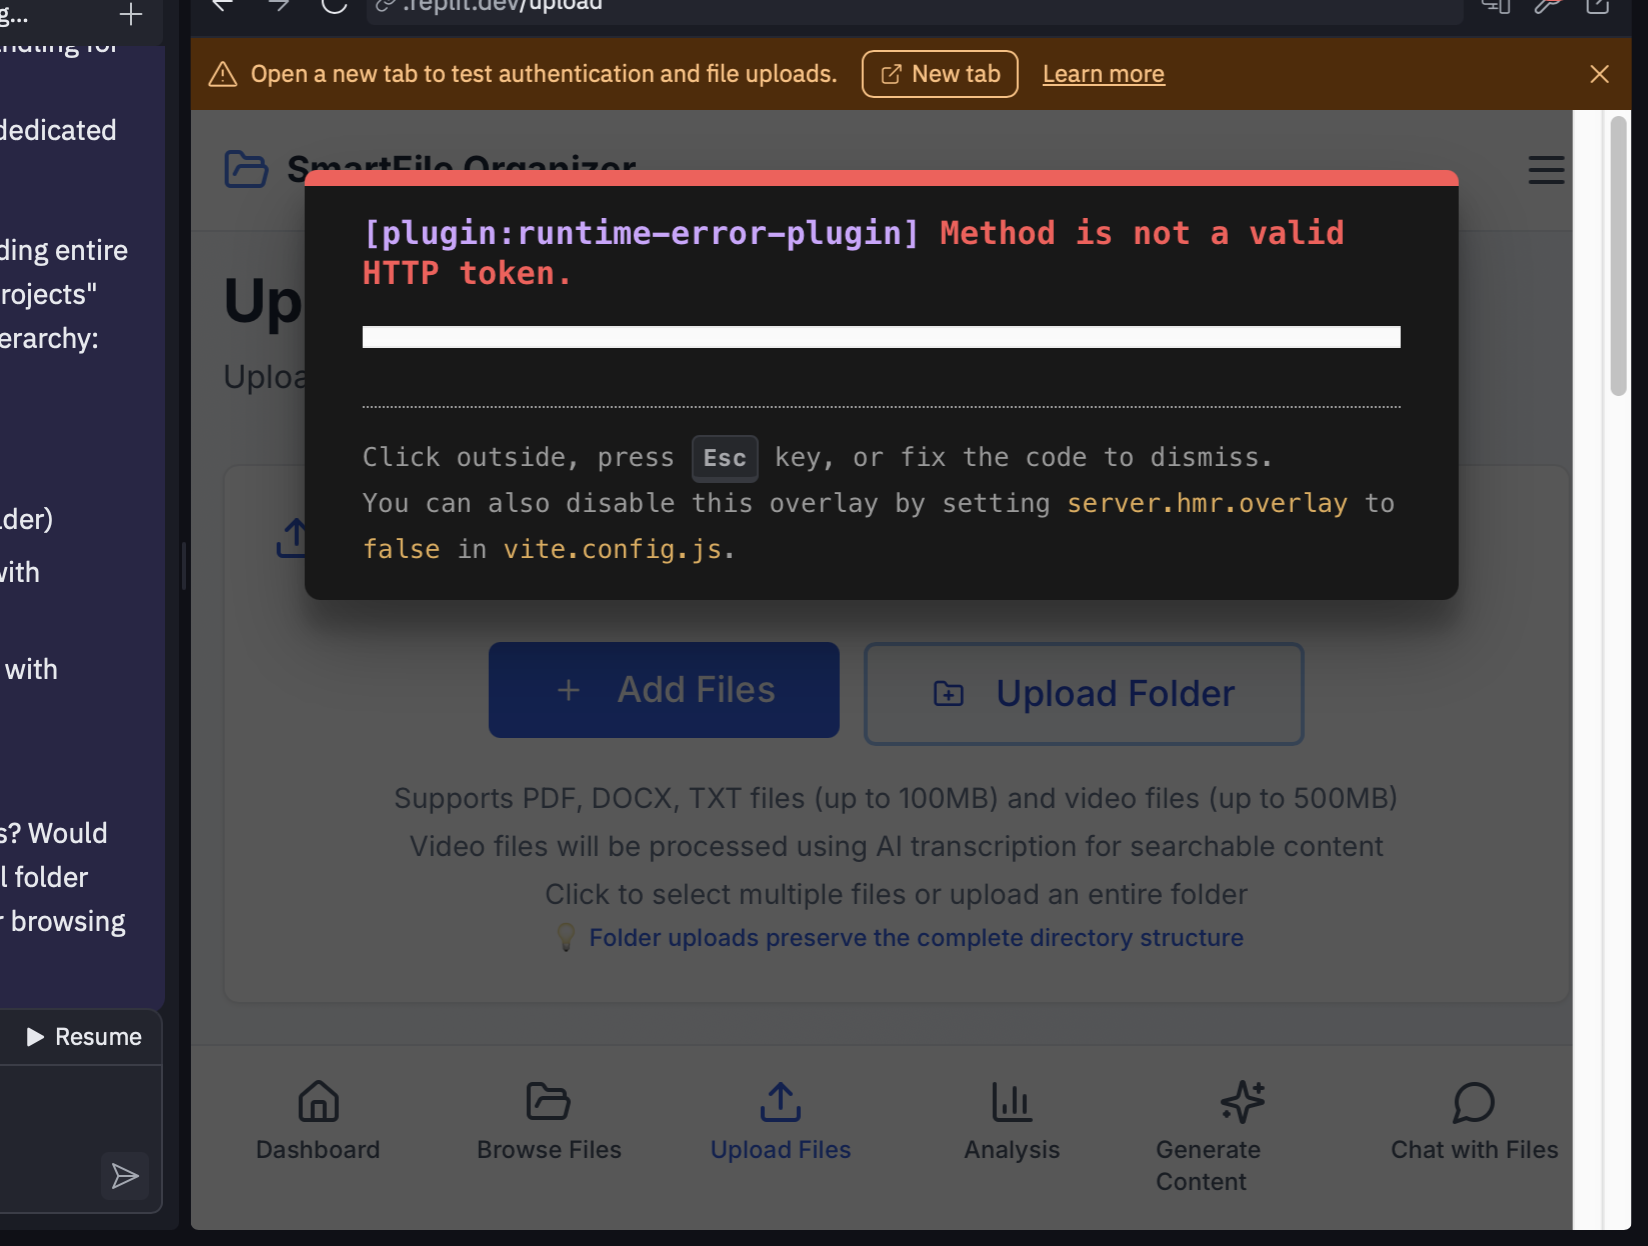 g...
andling for
dedicated
ding entire
rojects"
erarchy:
der)
with
with
s? Would
l folder
r browsing
Resume
.replit.dev/upload
Open a new tab to test authentication and file uploads.
New tab
Learn more
SmartFile Organizer
Up
Uploa
[plugin:runtime-error-plugin] Method is not a valid
HTTP token.
Click outside, press Esc key, or fix the code to dismiss.
You can also disable this overlay by setting server.hmr.overlay to
false in vite.config.js.
+ Add Files
Upload Folder
Supports PDF, DOCX, TXT files (up to 100MB) and video files (up to 500MB)
Video files will be processed using AI transcription for searchable content
Click to select multiple files or upload an entire folder
💡 Folder uploads preserve the complete directory structure
Dashboard
Browse Files
Upload Files
Analysis
Generate
Content
Chat with Files